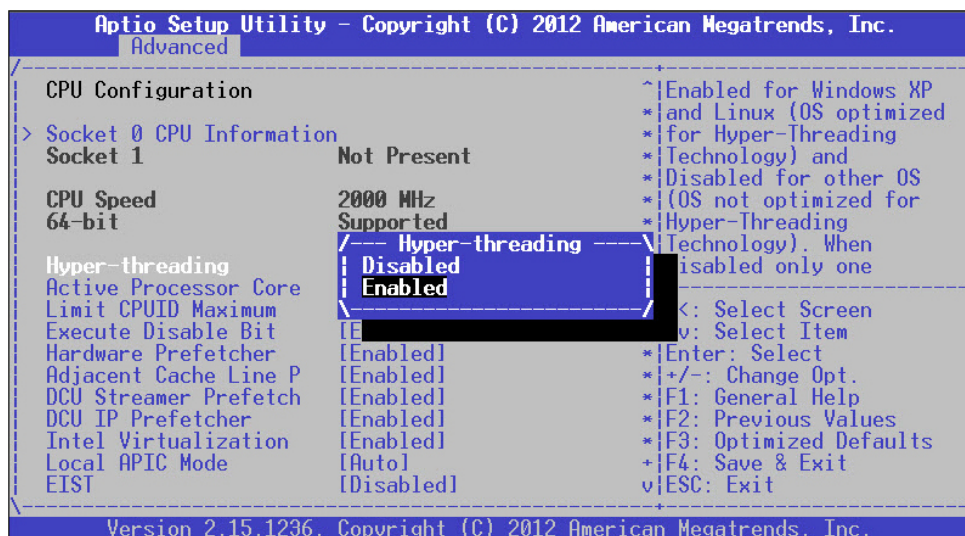 Aptio Setup Utility - Copyright (C) 2012 American Megatrends, Inc.
Advanced
CPU Configuration
> Socket 0 CPU Information
Socket 1 Not Present
CPU Speed 2000 MHz
64-bit Supported
Hyper-threading
Active Processor Core
Limit CPUID Maximum
Execute Disable Bit [E
Hardware Prefetcher [Enabled]
Adjacent Cache Line P [Enabled]
DCU Streamer Prefetch [Enabled]
DCU IP Prefetcher [Enabled]
Intel Virtualization [Enabled]
Local APIC Mode [Auto]
EIST [Disabled]
Hyper-threading
Disabled
Enabled
Enabled for Windows XP
and Linux (OS optimized
for Hyper-Threading
Technology) and
Disabled for other OS
(OS not optimized for
Hyper-Threading
Technology). When
isabled only one
<: Select Screen
v: Select Item
Enter: Select
+/-: Change Opt.
F1: General Help
F2: Previous Values
F3: Optimized Defaults
F4: Save & Exit
ESC: Exit
Version 2.15.1236. Copyright (C) 2012 American Megatrends, Inc.